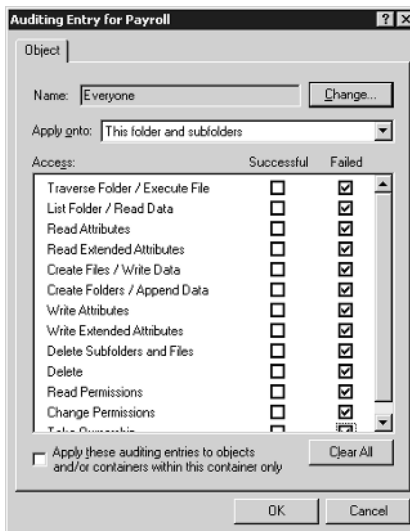 Auditing Entry for Payroll
Object
Name: Everyone Change...
Apply onto: This folder and subfolders
Access: Successful Failed
Traverse Folder / Execute File
List Folder / Read Data
Read Attributes
Read Extended Attributes
Create Files / Write Data
Create Folders / Append Data
Write Attributes
Write Extended Attributes
Delete Subfolders and Files
Delete
Read Permissions
Change Permissions
Take Ownership
Apply these auditing entries to objects and/or containers within this container only
Clear All
OK Cancel